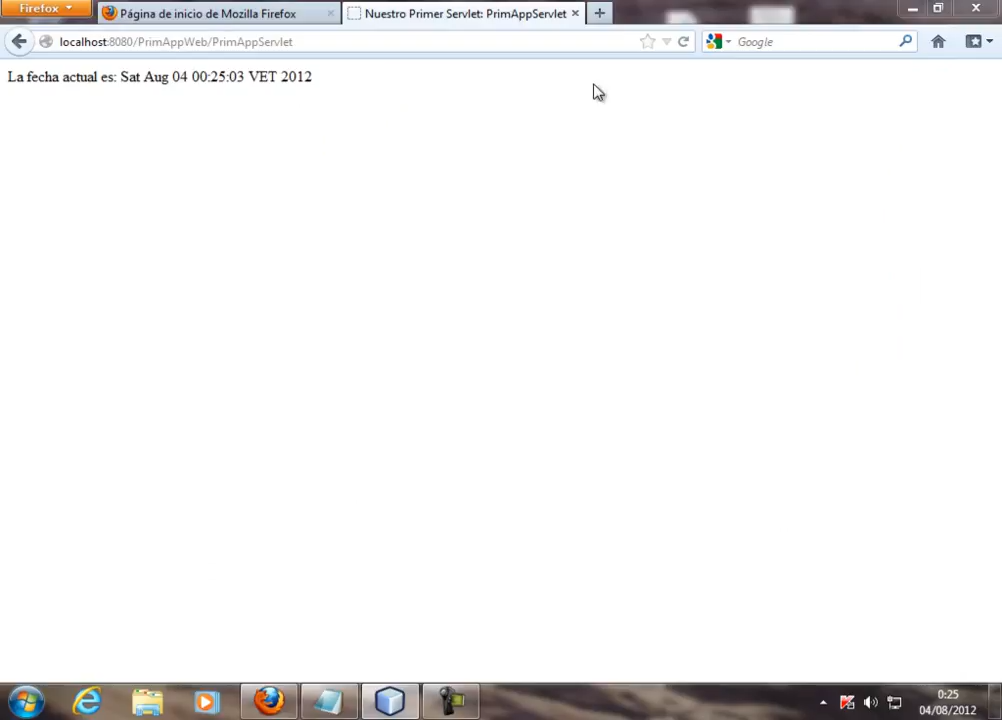 Firefox
Página de inicio de Mozilla Firefox
Nuestro Primer Servlet: PrimAppServlet
localhost:8080/PrimAppWeb/PrimAppServlet
Google
La fecha actual es: Sat Aug 04 00:25:03 VET 2012
0:25
04/08/2012